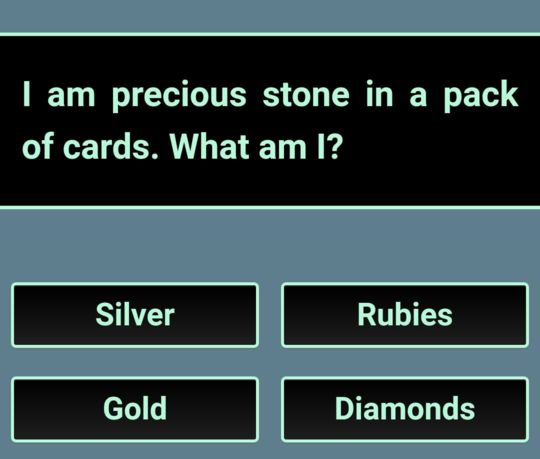 I am precious stone in a pack
of cards. What am I?
Silver
Rubies
Gold
Diamonds